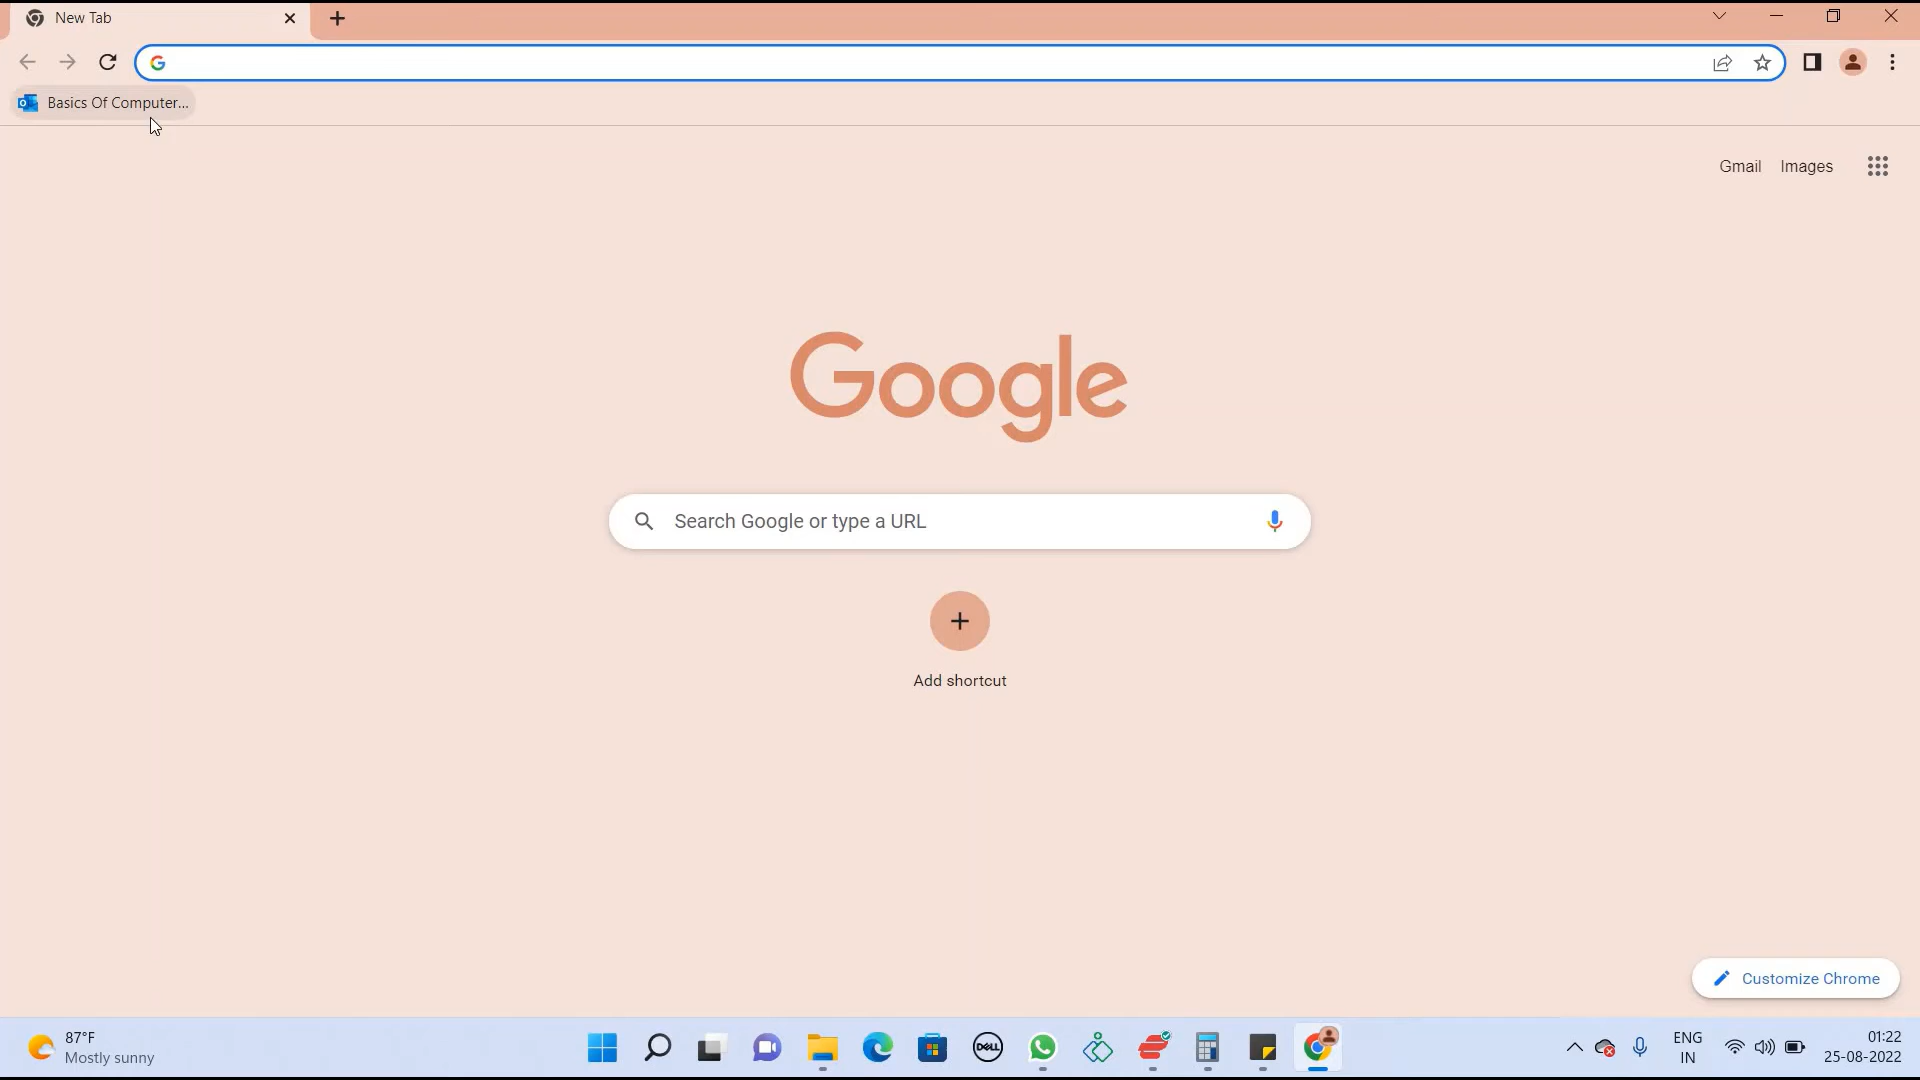 New Tab
Basics Of Computer...
Gmail Images
Google
Search Google or type a URL
Add shortcut
Customize Chrome
87°F
Mostly sunny
DELL
ENG
IN
01:22
25-08-2022